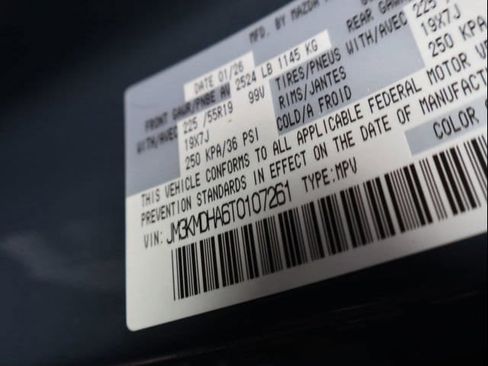 MFD. BY MAZDA
DATE 01/26
FRONT GAWR/PNBE AV 2524 LB 1145 KG
REAR GAWR
WITH/AVEC 225 /55R19 99V TIRES/PNEUS WITH/AVEC 225
19X7J RIMS/JANTES 19X7J
250 KPA/36 PSI COLD/A FROID 250 KPA
THIS VEHICLE CONFORMS TO ALL APPLICABLE FEDERAL MOTOR
PREVENTION STANDARDS IN EFFECT ON THE DATE OF MANUFACT
VIN: JM3KMDHA6T0107261 TYPE:MPV
COLOR